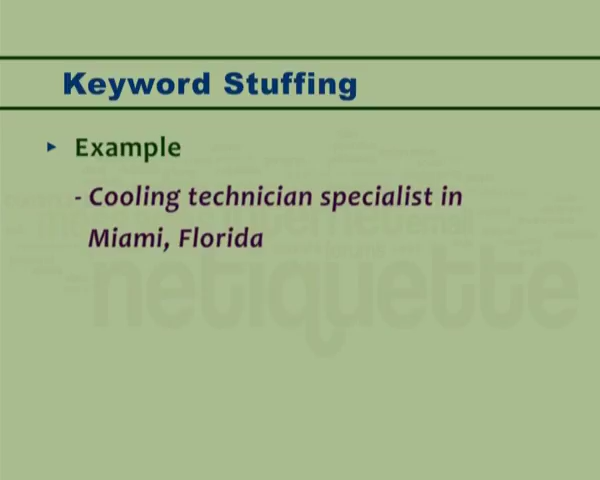 Keyword Stuffing
▸ Example
- Cooling technician specialist in
Miami, Florida
netiquette